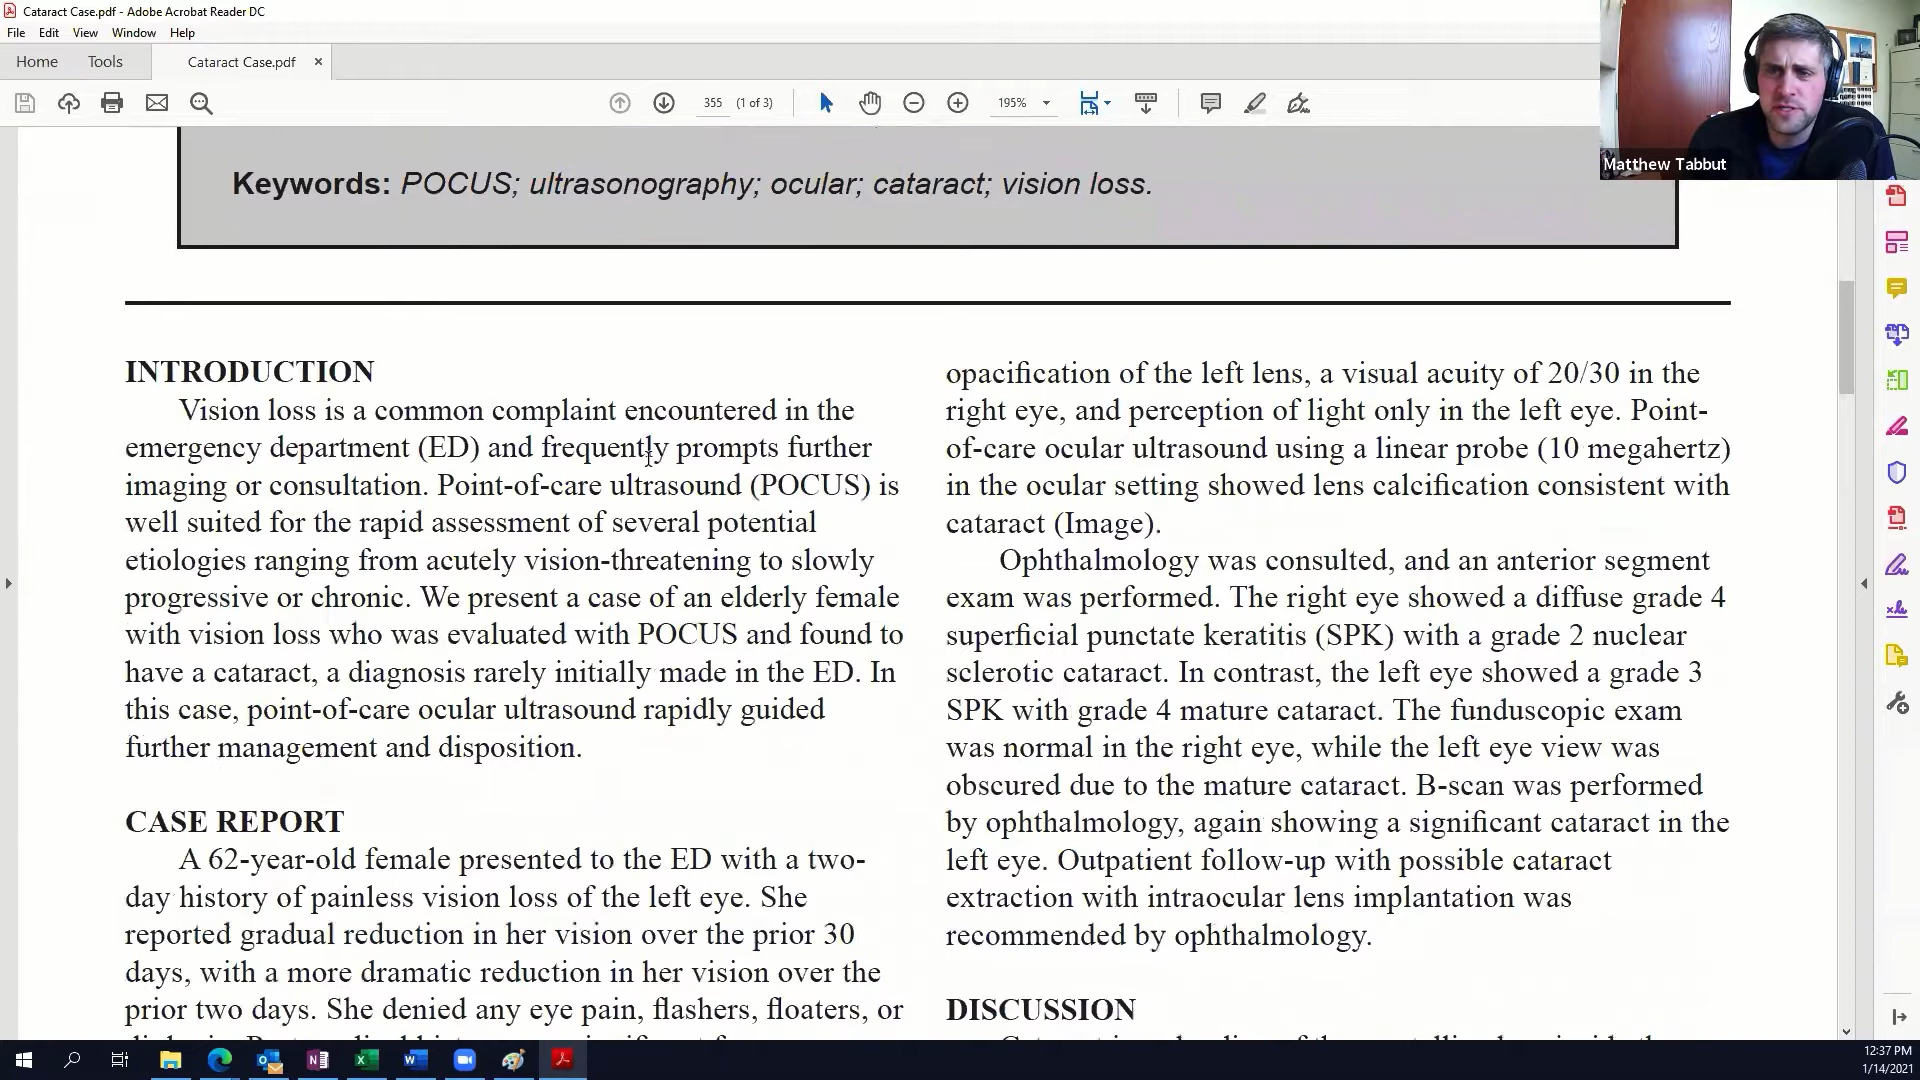 Cataract Case.pdf - Adobe Acrobat Reader DC
File Edit View Window Help
Home Tools Cataract Case.pdf ×
355 (1 of 3) 195%
Matthew Tabbut
Keywords: POCUS; ultrasonography; ocular; cataract; vision loss.
INTRODUCTION
Vision loss is a common complaint encountered in the
emergency department (ED) and frequently prompts further
imaging or consultation. Point-of-care ultrasound (POCUS) is
well suited for the rapid assessment of several potential
etiologies ranging from acutely vision-threatening to slowly
progressive or chronic. We present a case of an elderly female
with vision loss who was evaluated with POCUS and found to
have a cataract, a diagnosis rarely initially made in the ED. In
this case, point-of-care ocular ultrasound rapidly guided
further management and disposition.
CASE REPORT
A 62-year-old female presented to the ED with a two-
day history of painless vision loss of the left eye. She
reported gradual reduction in her vision over the prior 30
days, with a more dramatic reduction in her vision over the
prior two days. She denied any eye pain, flashers, floaters, or
opacification of the left lens, a visual acuity of 20/30 in the
right eye, and perception of light only in the left eye. Point-
of-care ocular ultrasound using a linear probe (10 megahertz)
in the ocular setting showed lens calcification consistent with
cataract (Image).
Ophthalmology was consulted, and an anterior segment
exam was performed. The right eye showed a diffuse grade 4
superficial punctate keratitis (SPK) with a grade 2 nuclear
sclerotic cataract. In contrast, the left eye showed a grade 3
SPK with grade 4 mature cataract. The funduscopic exam
was normal in the right eye, while the left eye view was
obscured due to the mature cataract. B-scan was performed
by ophthalmology, again showing a significant cataract in the
left eye. Outpatient follow-up with possible cataract
extraction with intraocular lens implantation was
recommended by ophthalmology.
DISCUSSION
12:37 PM
1/14/2021